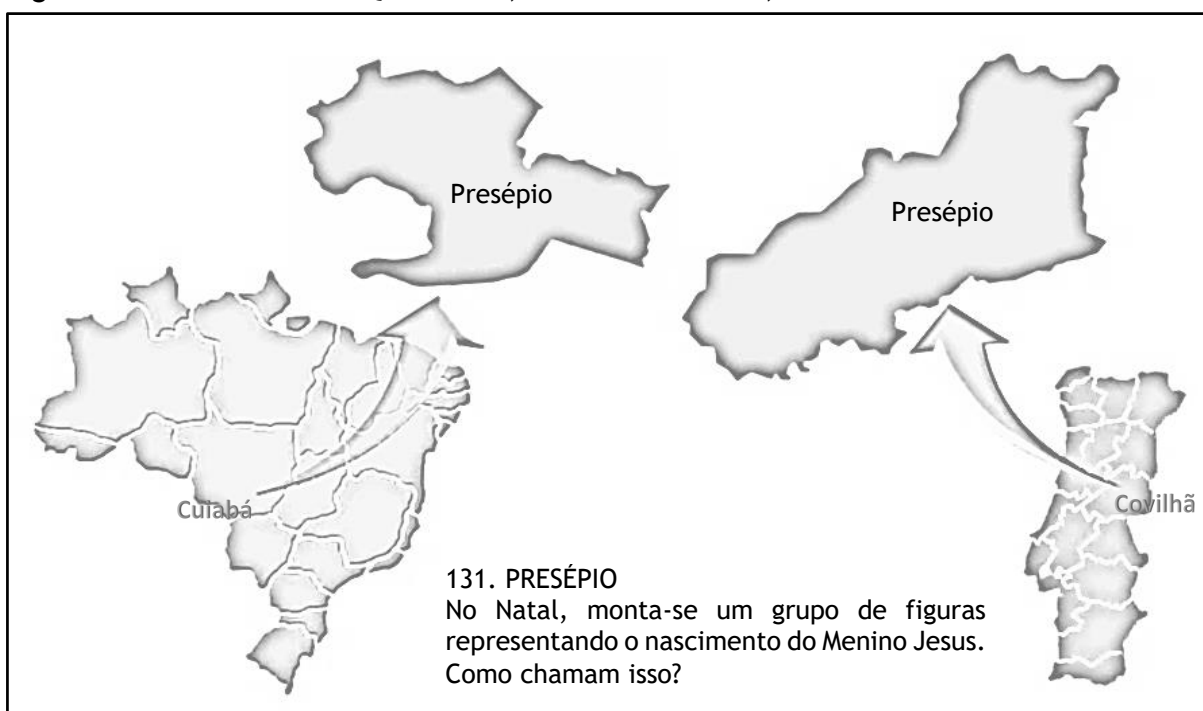 Presépio
Presépio
Cuiabá
Covilhã
131. PRESÉPIO
No Natal, monta-se um grupo de figuras
representando o nascimento do Menino Jesus.
Como chamam isso?